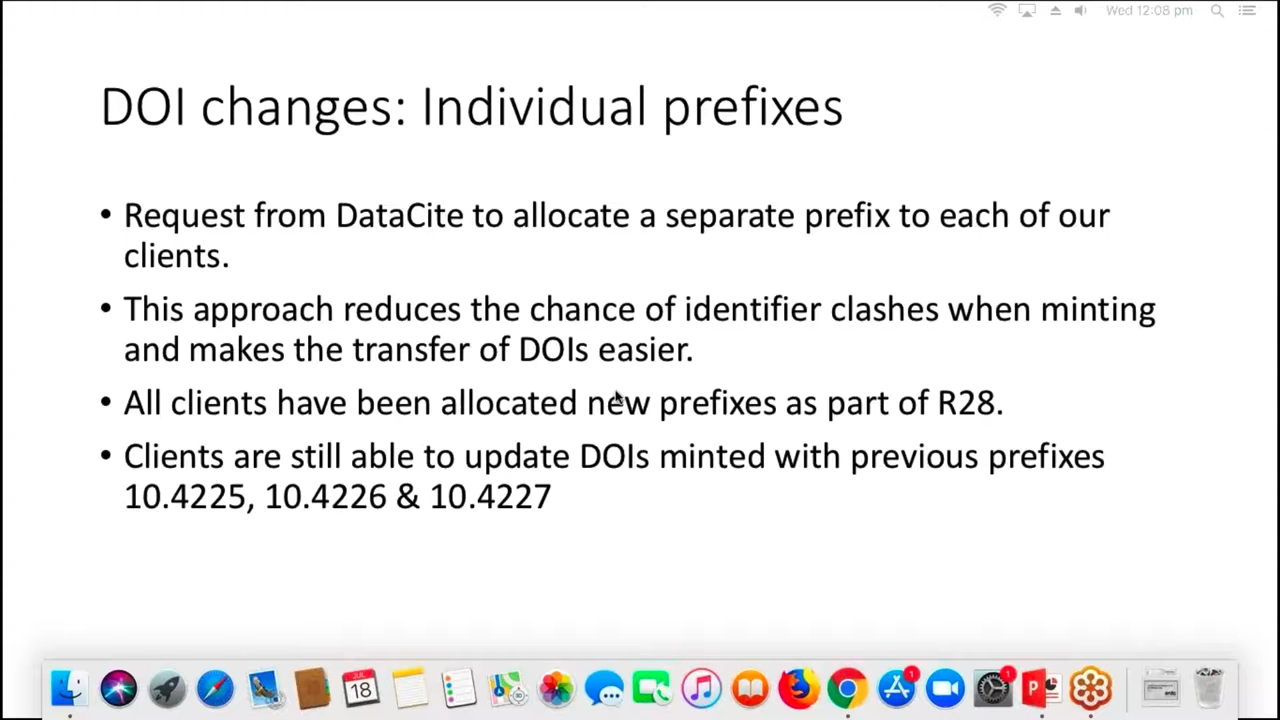 Wed 12:08 pm
DOI changes: Individual prefixes
• Request from DataCite to allocate a separate prefix to each of our
clients.
• This approach reduces the chance of identifier clashes when minting
and makes the transfer of DOIs easier.
• All clients have been allocated new prefixes as part of R28.
• Clients are still able to update DOIs minted with previous prefixes
10.4225, 10.4226 & 10.4227
JUL
18
1
1
P